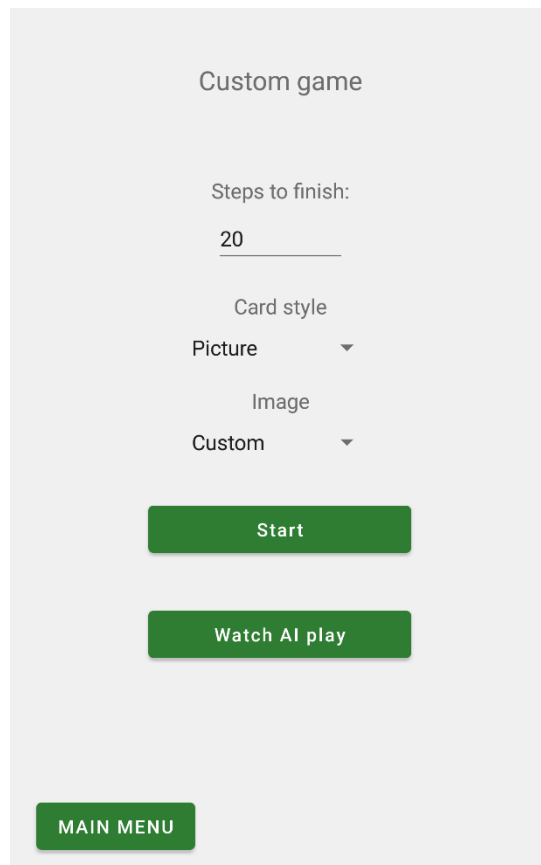 Custom game
Steps to finish:
20
Card style
Picture
Image
Custom
Start
Watch AI play
MAIN MENU